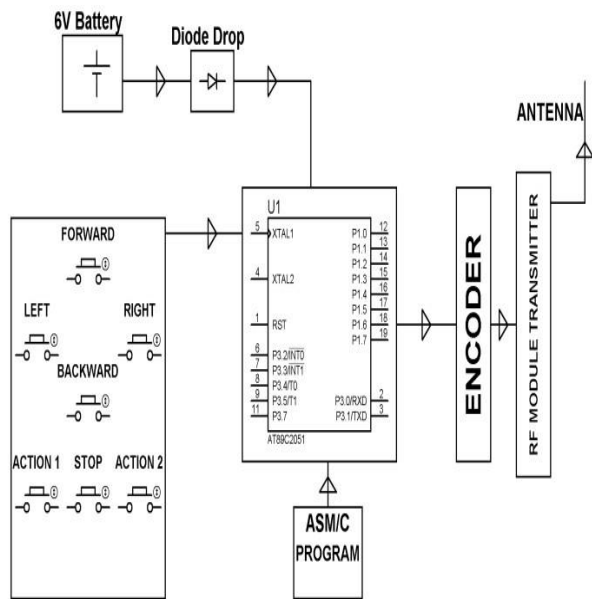 6V Battery
Diode Drop
ANTENNA
FORWARD
LEFT
RIGHT
BACKWARD
ACTION 1
STOP
ACTION 2
U1
5
XTAL1
4
XTAL2
1
RST
6
P3.2/INT0
7
P3.3/INT1
8
P3.4/T0
9
P3.5/T1
11
P3.7
P1.0
12
P1.1
13
P1.2
14
P1.3
15
P1.4
16
P1.5
17
P1.6
18
P1.7
19
P3.0/RXD
2
P3.1/TXD
3
AT89C2051
ENCODER
RF MODULE TRANSMITTER
ASM/C
PROGRAM